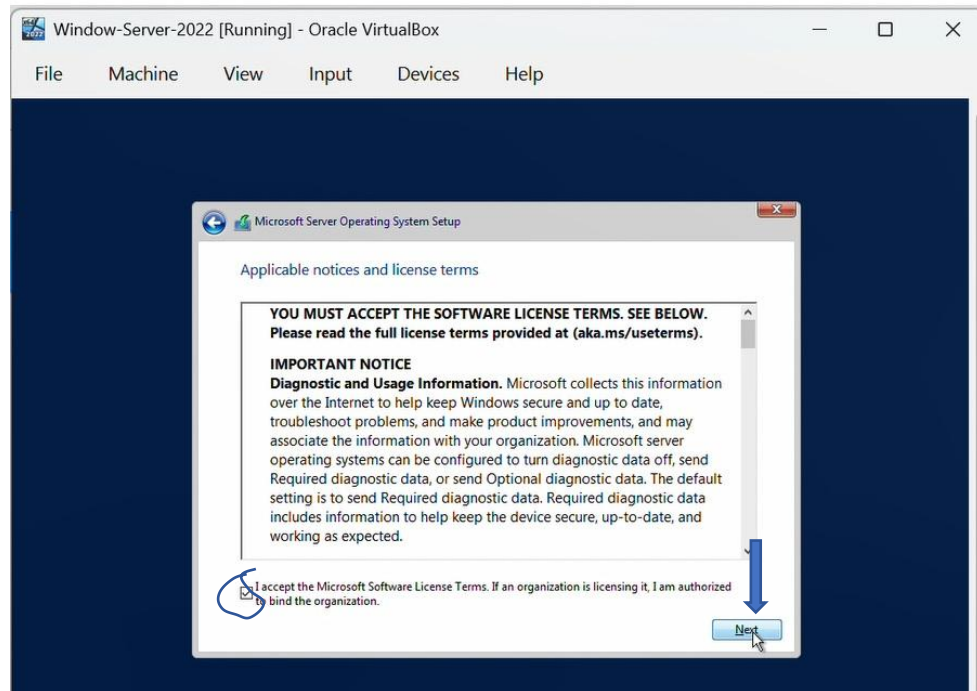 2022
Window-Server-2022 [Running] - Oracle VirtualBox
File Machine View Input Devices Help
Microsoft Server Operating System Setup
Applicable notices and license terms
YOU MUST ACCEPT THE SOFTWARE LICENSE TERMS. SEE BELOW.
Please read the full license terms provided at (aka.ms/useterms).
IMPORTANT NOTICE
Diagnostic and Usage Information. Microsoft collects this information
over the Internet to help keep Windows secure and up to date,
troubleshoot problems, and make product improvements, and may
associate the information with your organization. Microsoft server
operating systems can be configured to turn diagnostic data off, send
Required diagnostic data, or send Optional diagnostic data. The default
setting is to send Required diagnostic data. Required diagnostic data
includes information to help keep the device secure, up-to-date, and
working as expected.
I accept the Microsoft Software License Terms. If an organization is licensing it, I am authorized
to bind the organization.
Next